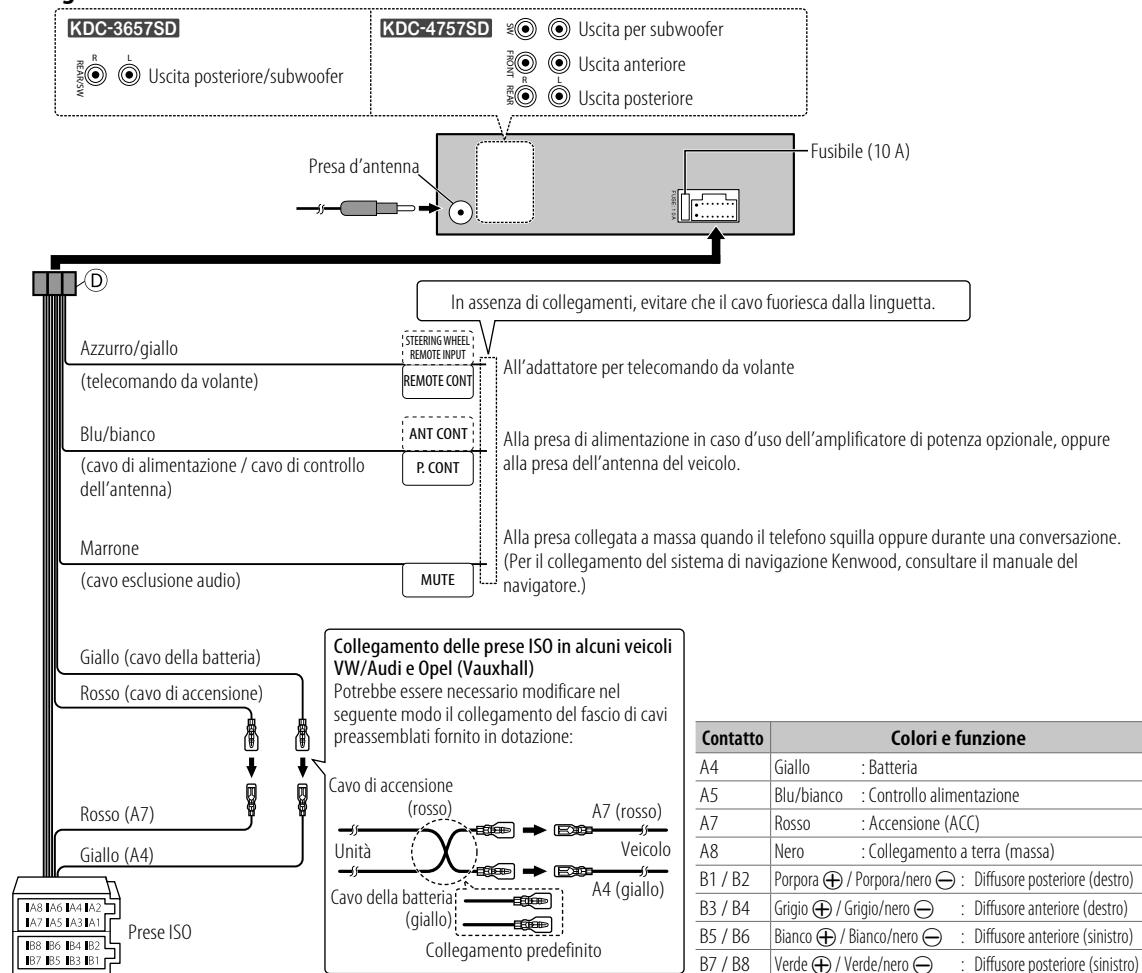 KDC-3657SD
REAR/SW
R
L
Uscita posteriore/subwoofer
KDC-4757SD
SW
Uscita per subwoofer
FRONT
Uscita anteriore
REAR
R
L
Uscita posteriore
Presa d'antenna
Fusibile (10 A)
D
In assenza di collegamenti, evitare che il cavo fuoriesca dalla linguetta.
Azzurro/giallo
(telecomando da volante)
STEERING WHEEL
REMOTE INPUT
REMOTE CONT
All'adattatore per telecomando da volante
Blu/bianco
(cavo di alimentazione / cavo di controllo
dell'antenna)
ANT CONT
P. CONT
Alla presa di alimentazione in caso d'uso dell'amplificatore di potenza opzionale, oppure
alla presa dell'antenna del veicolo.
Marrone
(cavo esclusione audio)
MUTE
Alla presa collegata a massa quando il telefono squilla oppure durante una conversazione.
(Per il collegamento del sistema di navigazione Kenwood, consultare il manuale del
navigatore.)
Giallo (cavo della batteria)
Rosso (cavo di accensione)
Rosso (A7)
Giallo (A4)
A8 A6 A4 A2
A7 A5 A3 A1
B8 B6 B4 B2
B7 B5 B3 B1
Prese ISO
Collegamento delle prese ISO in alcuni veicoli
VW/Audi e Opel (Vauxhall)
Potrebbe essere necessario modificare nel
seguente modo il collegamento del fascio di cavi
preassemblati fornito in dotazione:
Cavo di accensione
(rosso)
A7 (rosso)
Unità
Veicolo
Cavo della batteria
(giallo)
A4 (giallo)
Collegamento predefinito
Contatto Colori e funzione
A4 Giallo : Batteria
A5 Blu/bianco : Controllo alimentazione
A7 Rosso : Accensione (ACC)
A8 Nero : Collegamento a terra (massa)
B1 / B2 Porpora ⊕ / Porpora/nero ⊖ : Diffusore posteriore (destro)
B3 / B4 Grigio ⊕ / Grigio/nero ⊖ : Diffusore anteriore (destro)
B5 / B6 Bianco ⊕ / Bianco/nero ⊖ : Diffusore anteriore (sinistro)
B7 / B8 Verde ⊕ / Verde/nero ⊖ : Diffusore posteriore (sinistro)